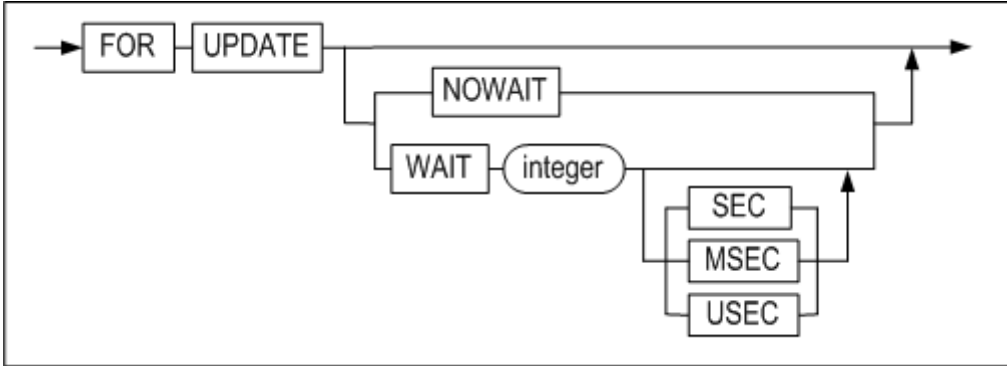 FOR UPDATE
NOWAIT
WAIT integer
SEC
MSEC
USEC